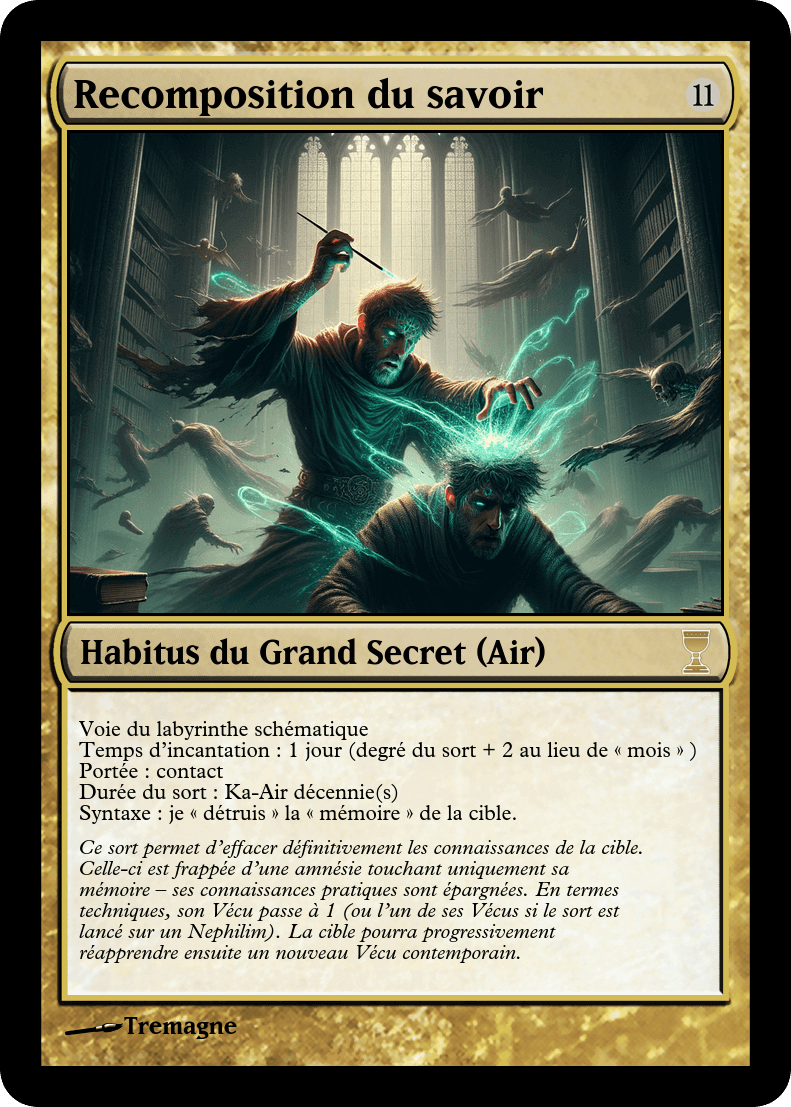 Recomposition du savoir
11
Habitus du Grand Secret (Air)
Voie du labyrinthe schématique
Temps d’incantation : 1 jour (degré du sort + 2 au lieu de « mois » )
Portée : contact
Durée du sort : Ka-Air décennie(s)
Syntaxe : je « détruis » la « mémoire » de la cible.
Ce sort permet d’effacer définitivement les connaissances de la cible.
Celle-ci est frappée d’une amnésie touchant uniquement sa
mémoire – ses connaissances pratiques sont épargnées. En termes
techniques, son Vécu passe à 1 (ou l’un de ses Vécus si le sort est
lancé sur un Nephilim). La cible pourra progressivement
réapprendre ensuite un nouveau Vécu contemporain.
Tremagne